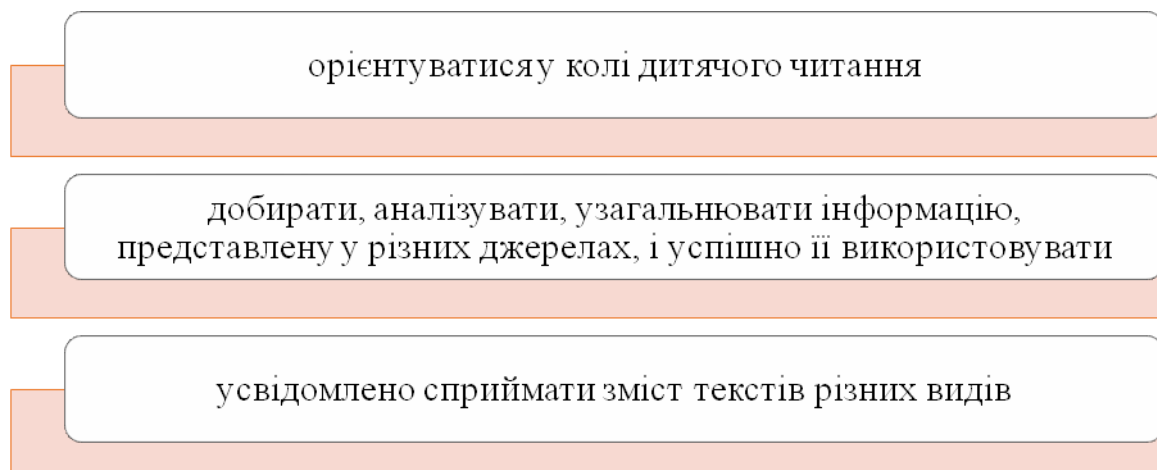 орієнтуватися у колі дитячого читання
добирати, аналізувати, узагальнювати інформацію,
представлену у різних джерелах, і успішно її використовувати
усвідомлено сприймати зміст текстів різних видів